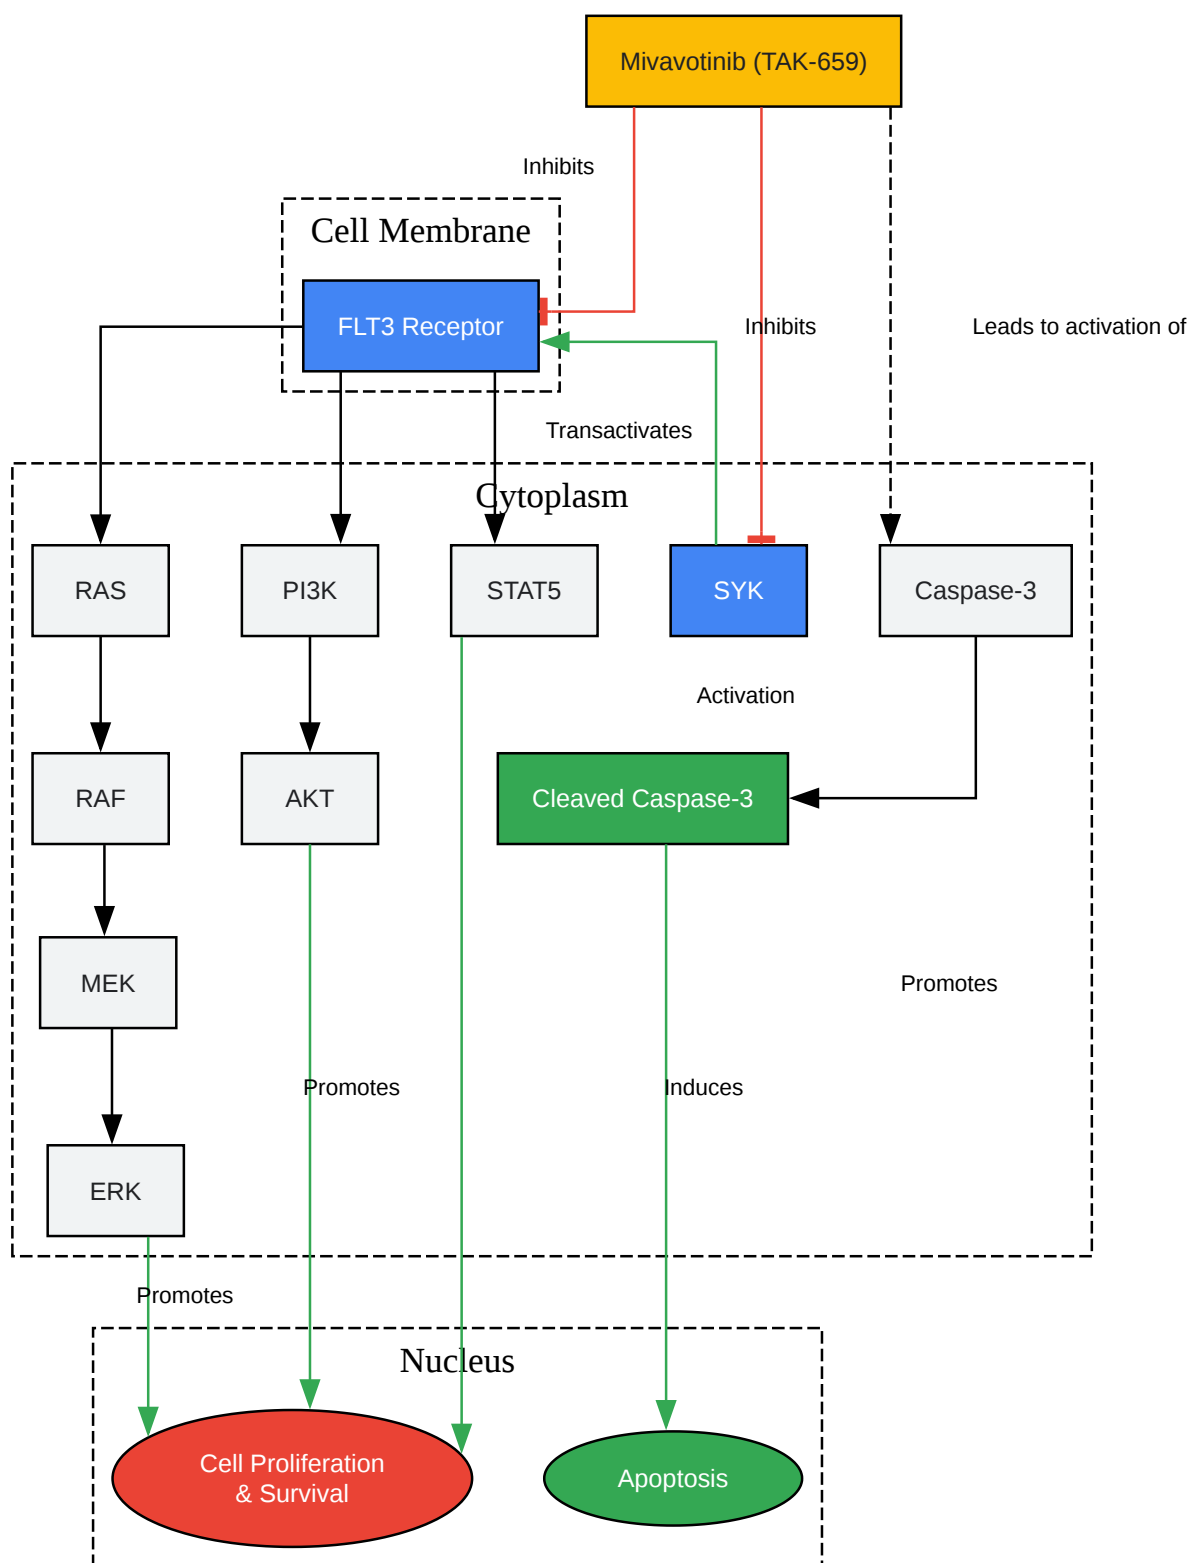 Mivavotinib (TAK-659)
Inhibits
Cell Membrane
FLT3 Receptor
Inhibits
Leads to activation of
Transactivates
Cytoplasm
RAS
PI3K
STAT5
SYK
Caspase-3
Activation
RAF
AKT
Cleaved Caspase-3
MEK
Promotes
Promotes
Induces
ERK
Promotes
Nucleus
Cell Proliferation
& Survival
Apoptosis